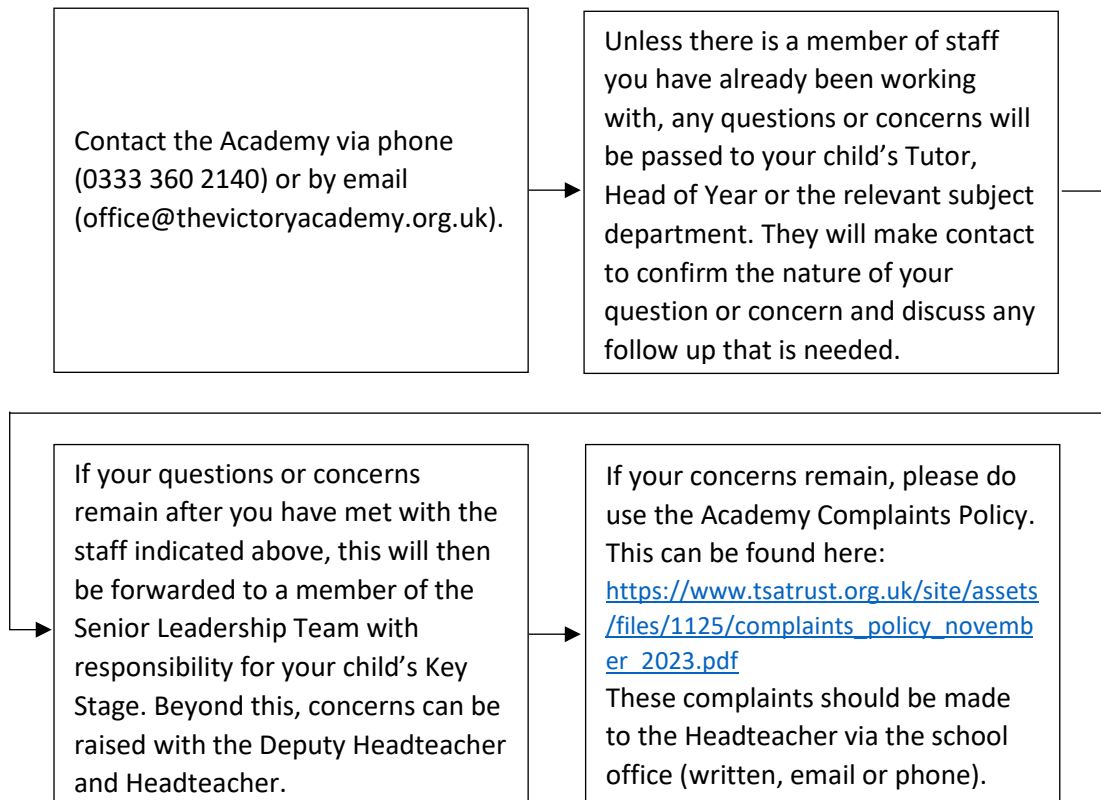 Contact the Academy via phone
(0333 360 2140) or by email
(office@thevictoryacademy.org.uk).
Unless there is a member of staff
you have already been working
with, any questions or concerns will
be passed to your child’s Tutor,
Head of Year or the relevant subject
department. They will make contact
to confirm the nature of your
question or concern and discuss any
follow up that is needed.
If your questions or concerns
remain after you have met with the
staff indicated above, this will then
be forwarded to a member of the
Senior Leadership Team with
responsibility for your child’s Key
Stage. Beyond this, concerns can be
raised with the Deputy Headteacher
and Headteacher.
If your concerns remain, please do
use the Academy Complaints Policy.
This can be found here:
https://www.tsatrust.org.uk/site/assets
/files/1125/complaints_policy_novemb
er_2023.pdf
These complaints should be made
to the Headteacher via the school
office (written, email or phone).